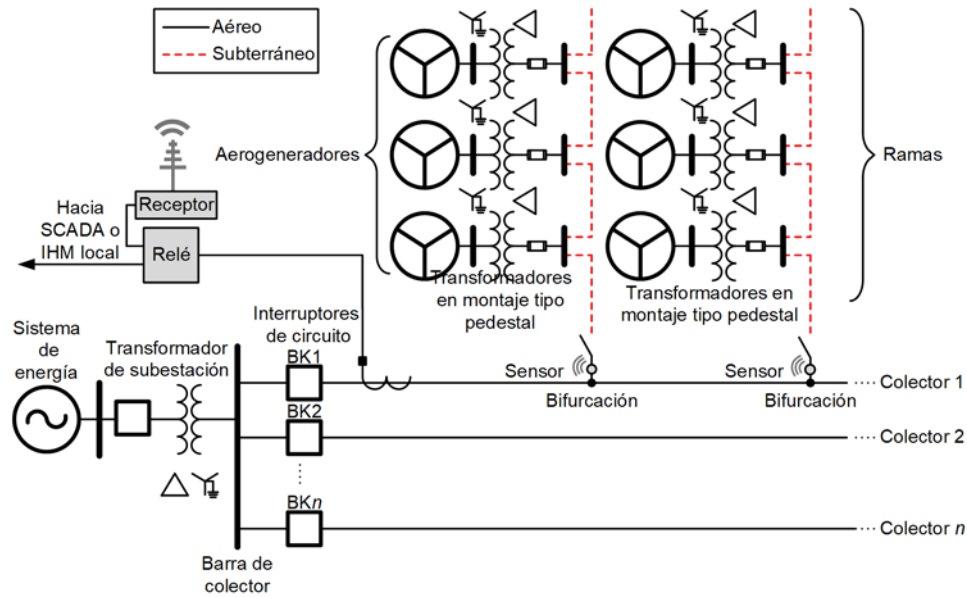 Aéreo
Subterráneo
Aerogeneradores
Ramas
Receptor
Hacia
SCADA o
IHM local
Relé
Transformadores
en montaje tipo
pedestal
Transformadores en
montaje tipo pedestal
Sistema
de
energía
Transformador
de subestación
Interruptores
de circuito
BK1
Sensor
Bifurcación
Sensor
Bifurcación
Colector 1
BK2
Colector 2
BKn
Colector n
Barra de
colector